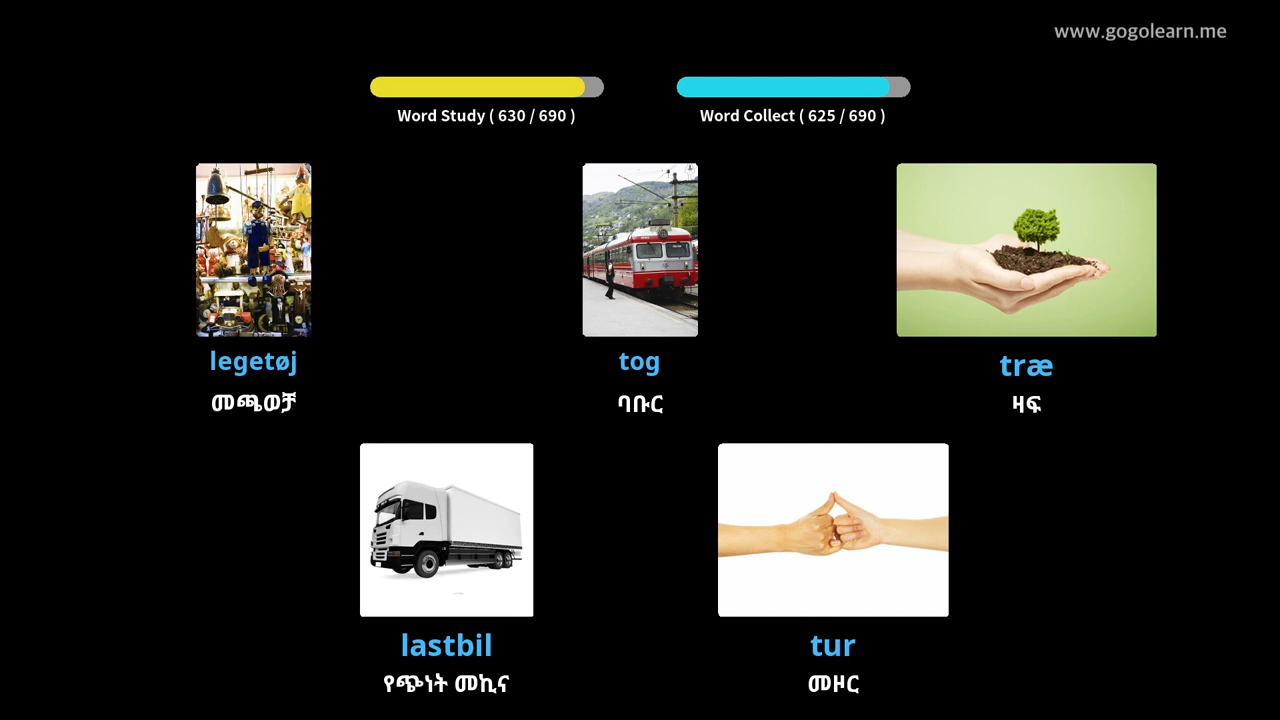 www.gogolearn.me
Word Study ( 630 / 690 )
Word Collect ( 625 / 690 )
legetøj
መጫወቻ
tog
ባቡር
træ
ዛፍ
lastbil
የጭነት መኪና
tur
መዞር